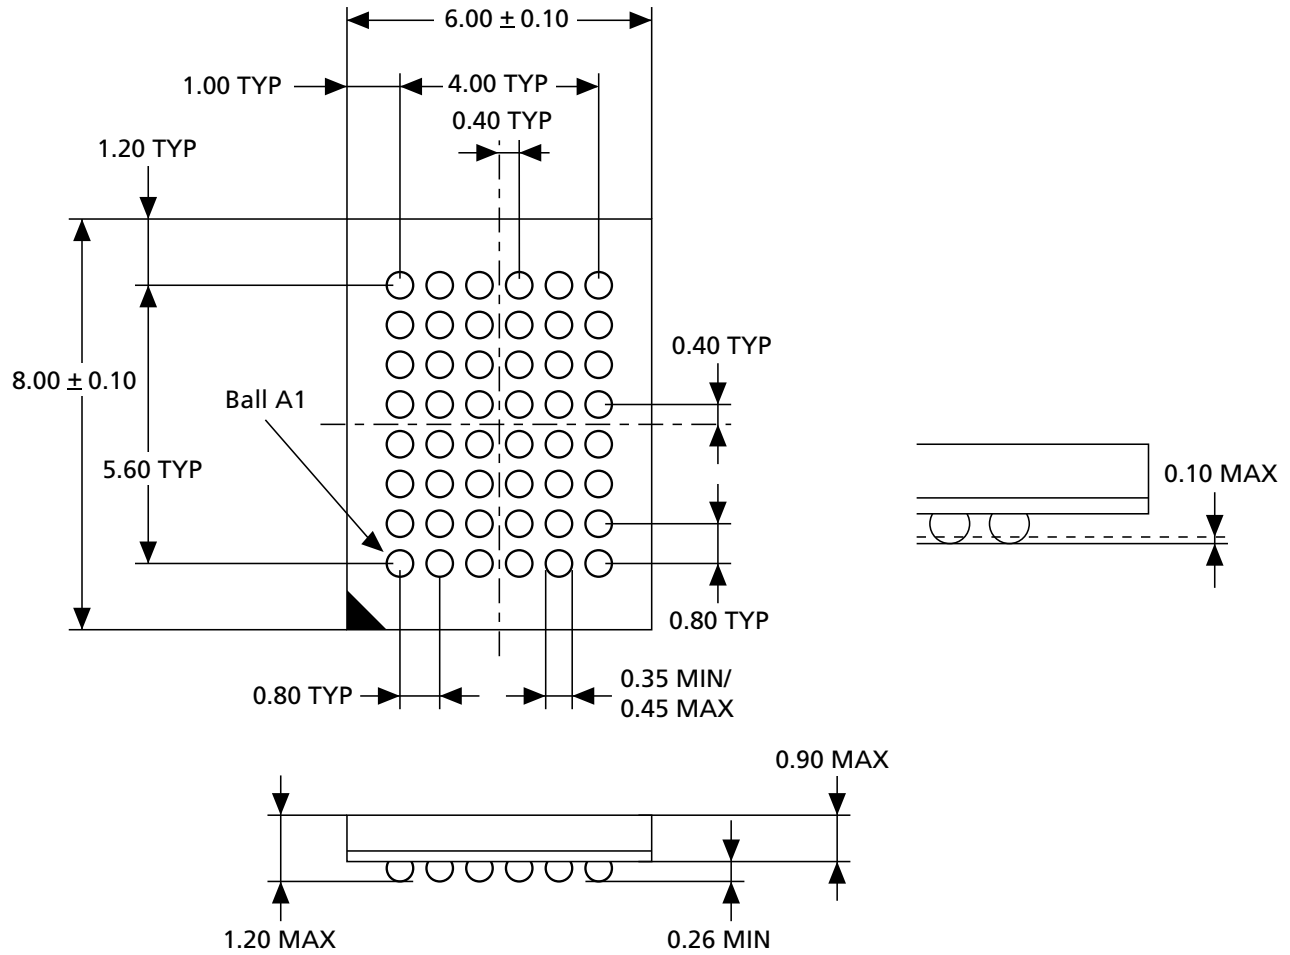 6.00 ± 0.10
1.00 TYP
4.00 TYP
0.40 TYP
1.20 TYP
0.40 TYP
8.00 ± 0.10
Ball A1
5.60 TYP
0.10 MAX
0.80 TYP
0.80 TYP
0.35 MIN/
0.45 MAX
0.90 MAX
1.20 MAX
0.26 MIN